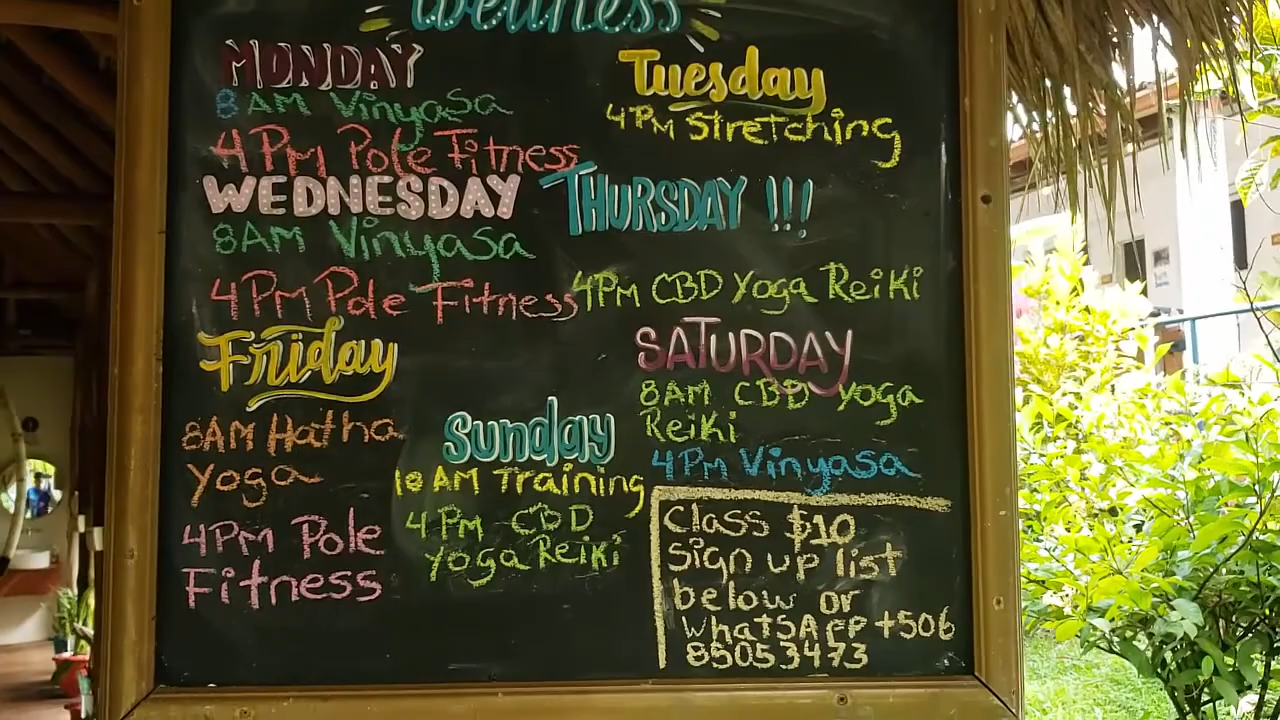 Wellness
MONDAY
8AM Vinyasa
4PM Pole Fitness
Tuesday
4PM Stretching
WEDNESDAY
8AM Vinyasa
4PM Pole Fitness
THURSDAY !!!
4PM CBD Yoga Reiki
Friday
8AM Hatha
Yoga
4PM Pole
Fitness
Sunday
10 AM Training
4PM CBD
Yoga Reiki
SATURDAY
8AM CBD Yoga
Reiki
4PM Vinyasa
Class $10
Sign up list
below or
WhatsApp +506
85053473